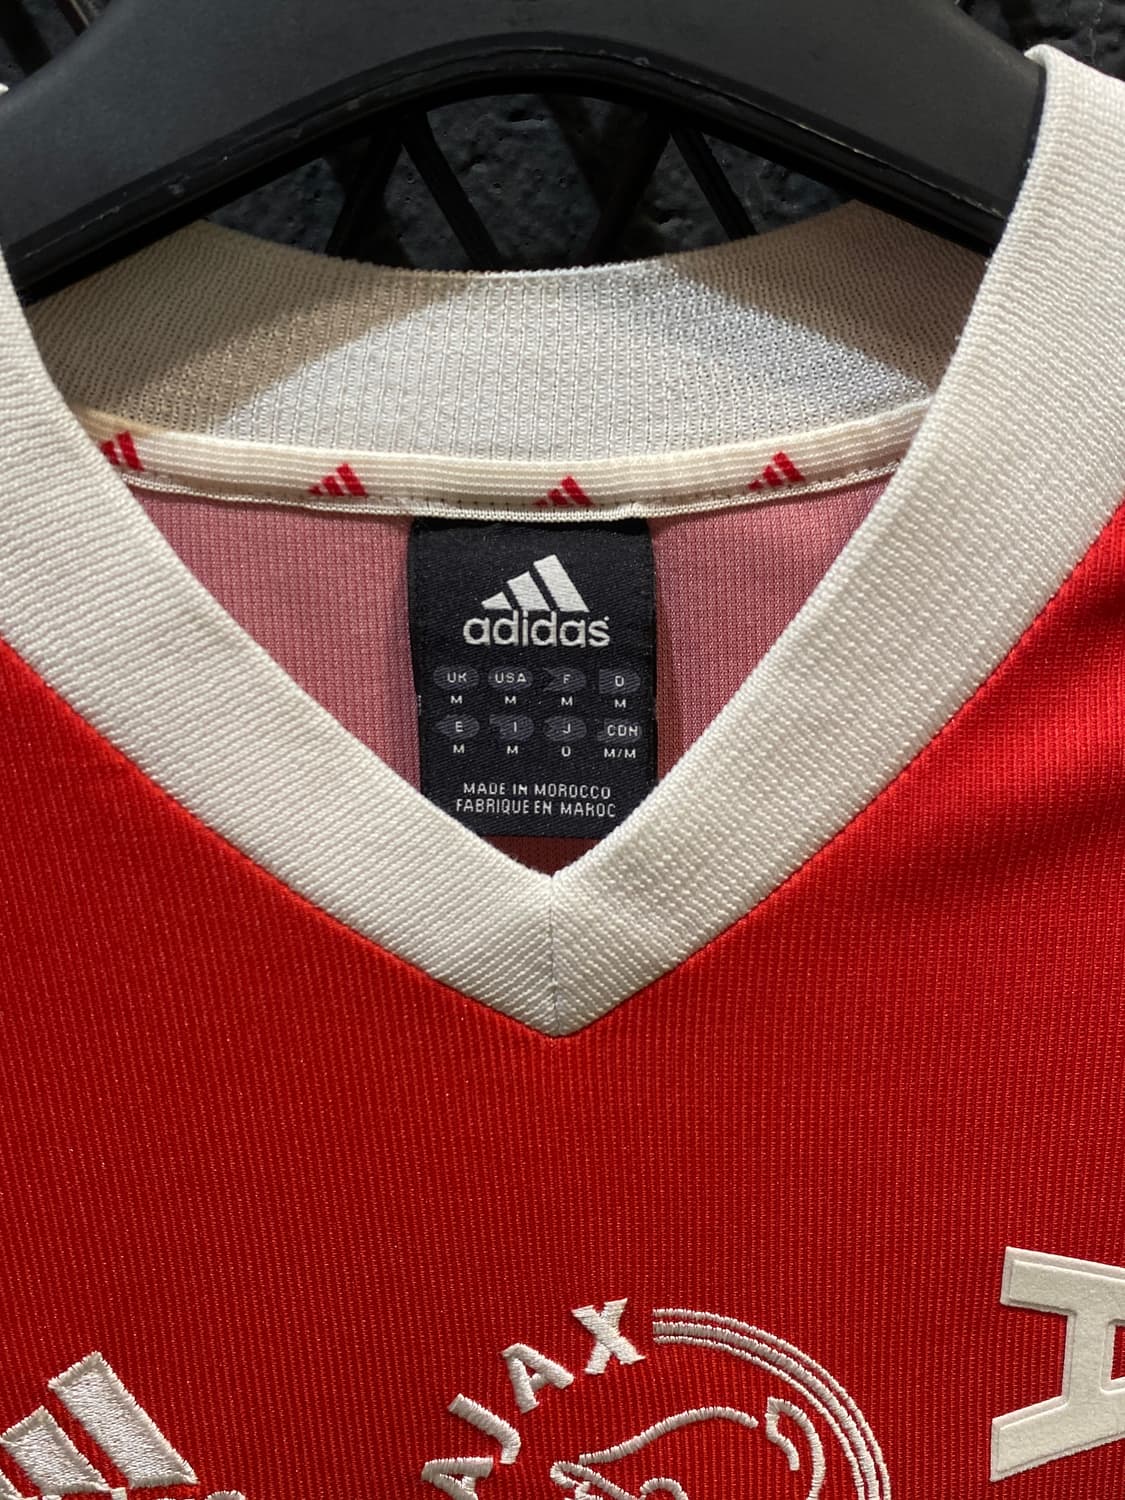 adidas
UK USA F D
M M M M
E I J CDN
M M O M/M
MADE IN MOROCCO
FABRIQUE EN MAROC
AJAX
A